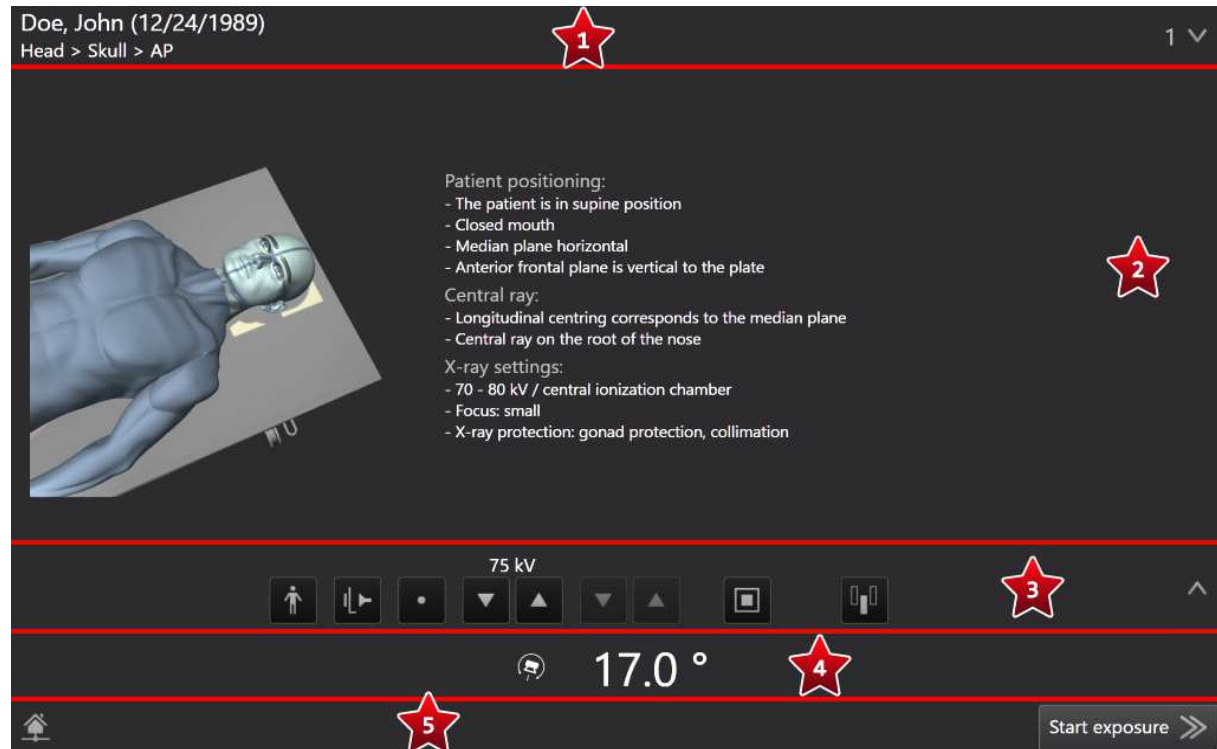 Doe, John (12/24/1989)
Head > Skull > AP
1
1
Patient positioning:
- The patient is in supine position
- Closed mouth
- Median plane horizontal
- Anterior frontal plane is vertical to the plate
Central ray:
- Longitudinal centring corresponds to the median plane
- Central ray on the root of the nose
X-ray settings:
- 70 - 80 kV / central ionization chamber
- Focus: small
- X-ray protection: gonad protection, collimation
2
75 kV
3
17.0 °
4
5
Start exposure